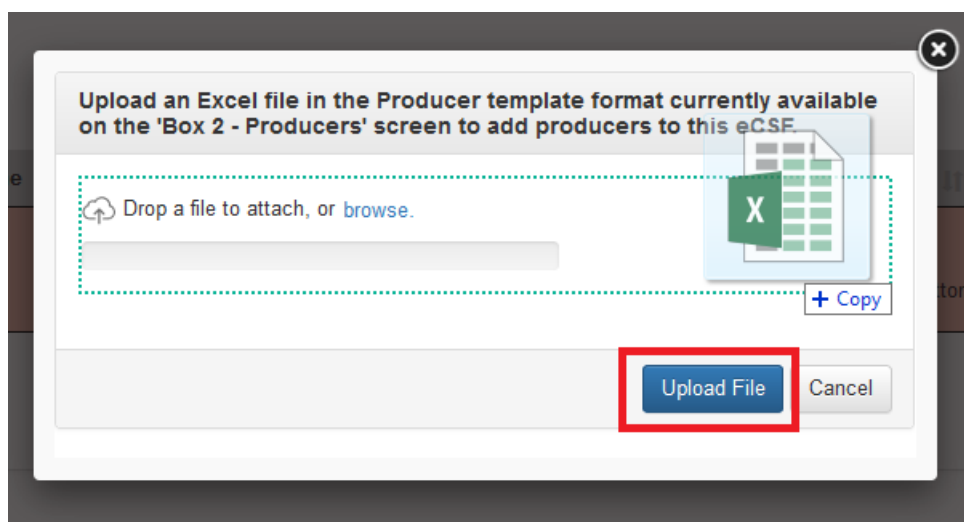 Upload an Excel file in the Producer template format currently available
on the 'Box 2 - Producers' screen to add producers to this eCSF.
Drop a file to attach, or browse.
X
+ Copy
Upload File Cancel